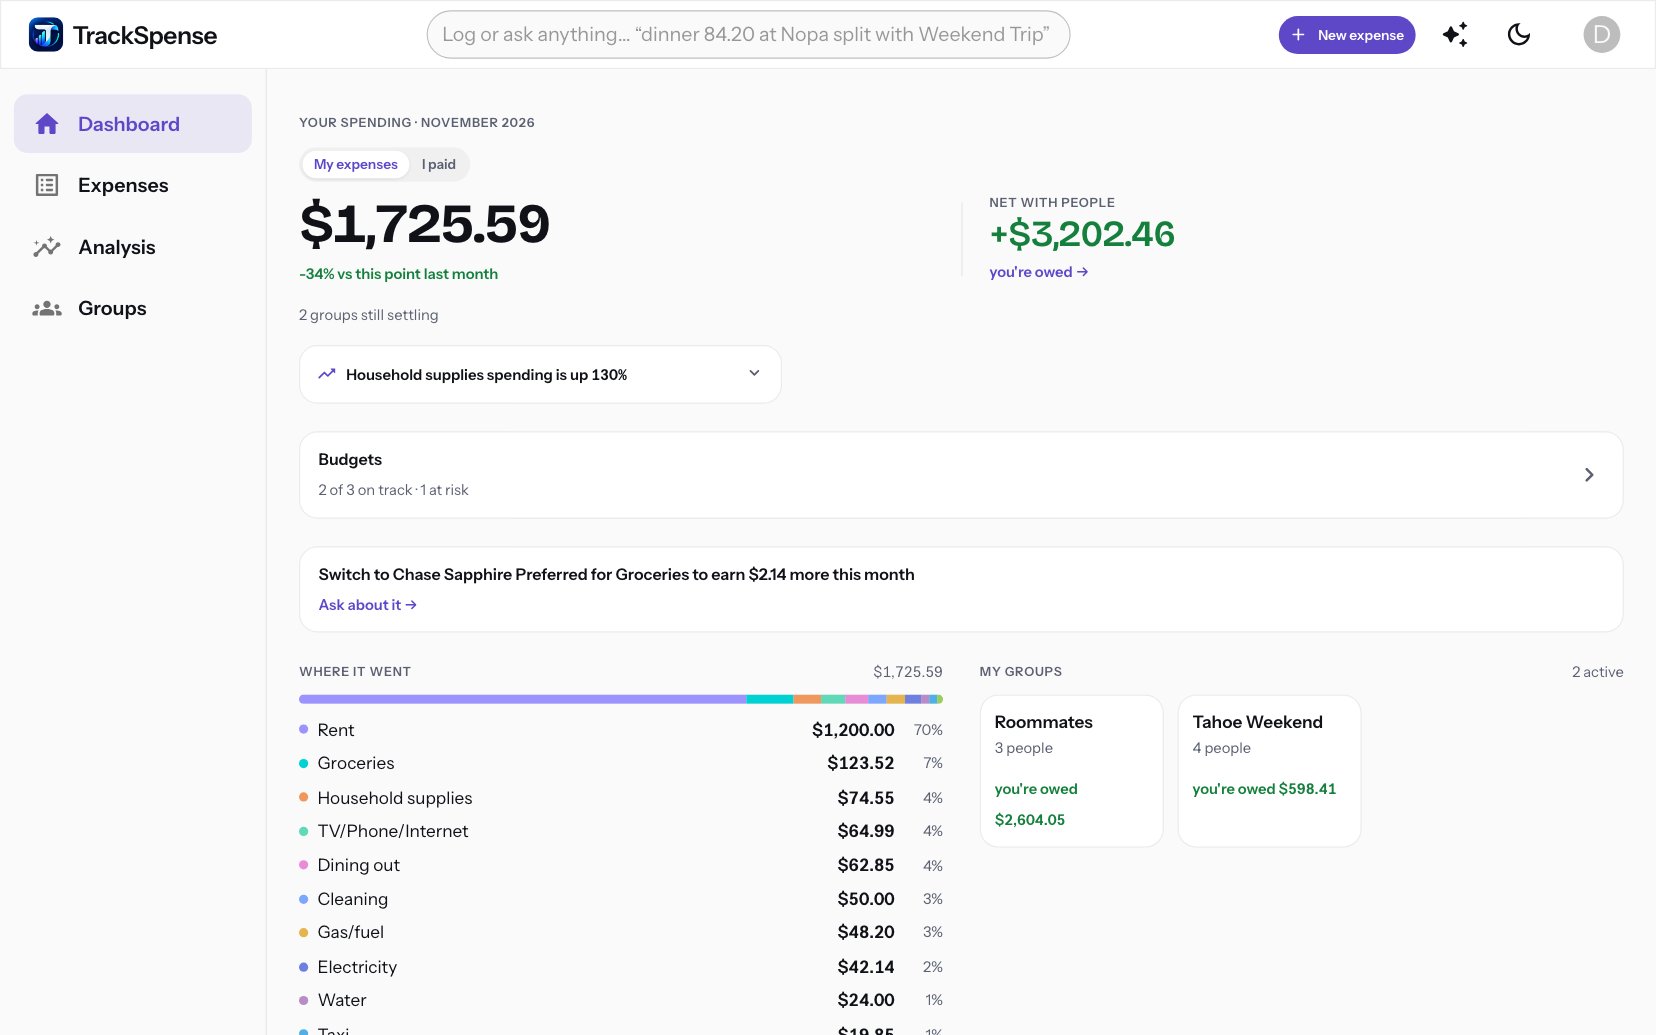 TrackSpense
Log or ask anything... “dinner 84.20 at Nopa split with Weekend Trip”
New expense
D
Dashboard
Expenses
Analysis
Groups
YOUR SPENDING · NOVEMBER 2026
My expenses
I paid
$1,725.59
-34% vs this point last month
2 groups still settling
NET WITH PEOPLE
+$3,202.46
you're owed →
Household supplies spending is up 130%
Budgets
2 of 3 on track · 1 at risk
Switch to Chase Sapphire Preferred for Groceries to earn $2.14 more this month
Ask about it →
WHERE IT WENT $1,725.59
Rent $1,200.00 70%
Groceries $123.52 7%
Household supplies $74.55 4%
TV/Phone/Internet $64.99 4%
Dining out $62.85 4%
Cleaning $50.00 3%
Gas/fuel $48.20 3%
Electricity $42.14 2%
Water $24.00 1%
Taxi $19.85 1%
MY GROUPS 2 active
Roommates
3 people
you're owed
$2,604.05
Tahoe Weekend
4 people
you're owed $598.41